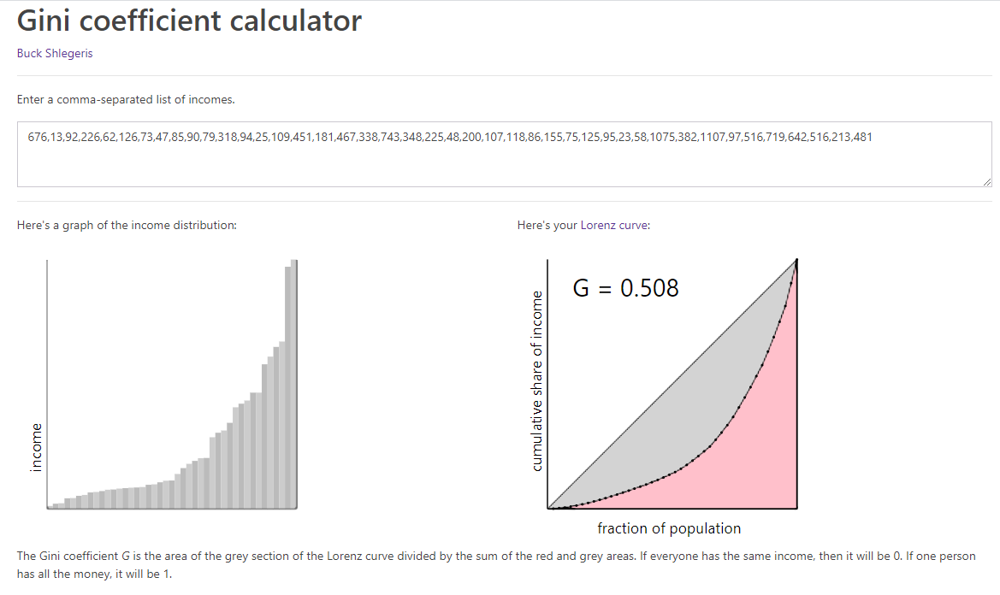 Gini coefficient calculator
Buck Shlegeris
Enter a comma-separated list of incomes.
676,13,92,226,62,126,73,47,85,90,79,318,94,25,109,451,181,467,338,743,348,225,48,200,107,118,86,155,75,125,95,23,58,1075,382,1107,97,516,719,642,516,213,481
Here's a graph of the income distribution:
income
Here's your Lorenz curve:
G = 0.508
cumulative share of income
fraction of population
The Gini coefficient G is the area of the grey section of the Lorenz curve divided by the sum of the red and grey areas. If everyone has the same income, then it will be 0. If one person
has all the money, it will be 1.